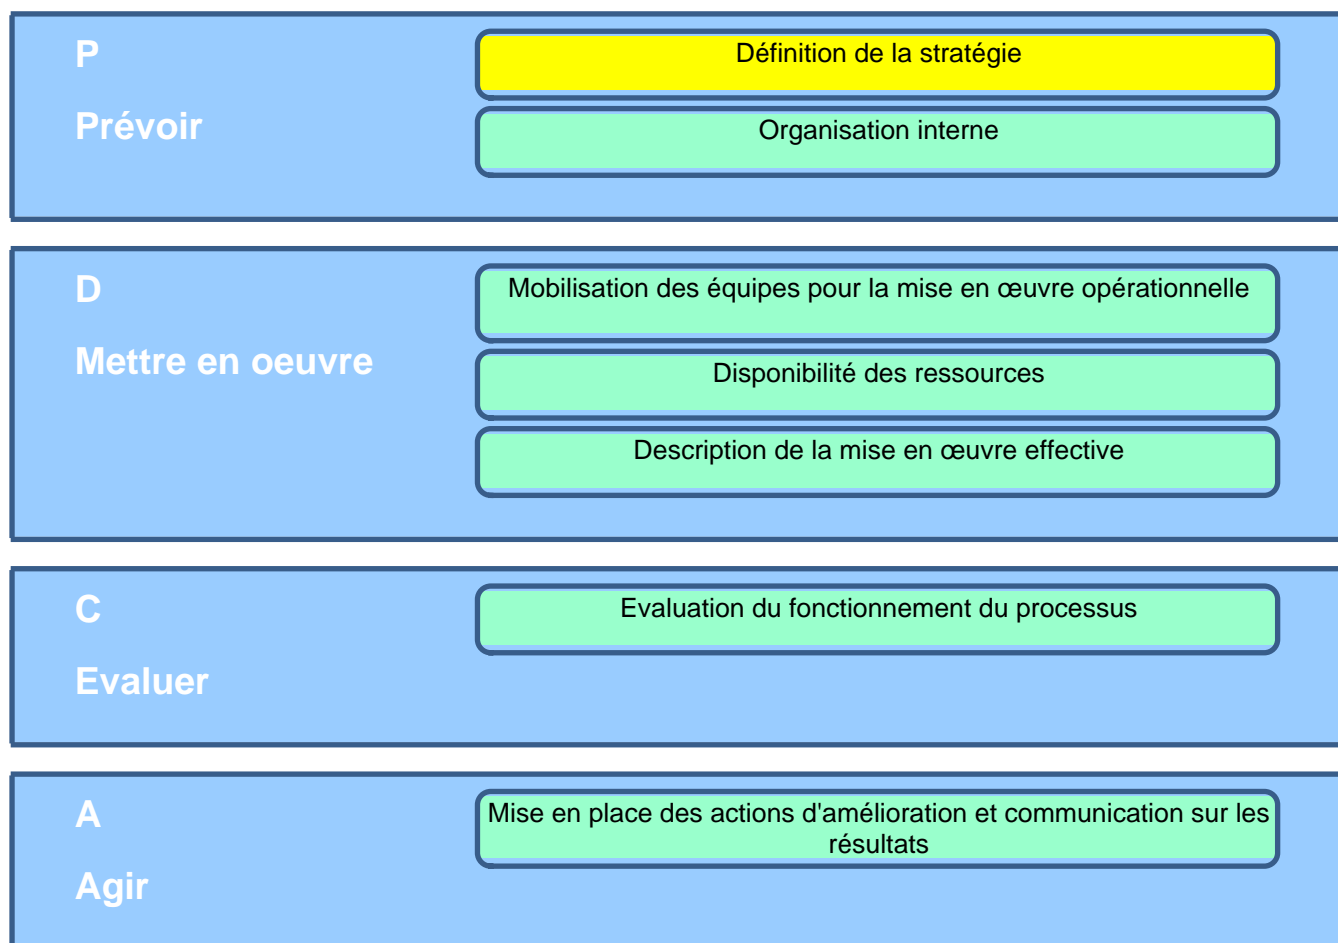 P
Définition de la stratégie
Prévoir
Organisation interne
D
Mobilisation des équipes pour la mise en œuvre opérationnelle
Mettre en oeuvre
Disponibilité des ressources
Description de la mise en œuvre effective
C
Evaluation du fonctionnement du processus
Evaluer
A
Mise en place des actions d'amélioration et communication sur les
résultats
Agir